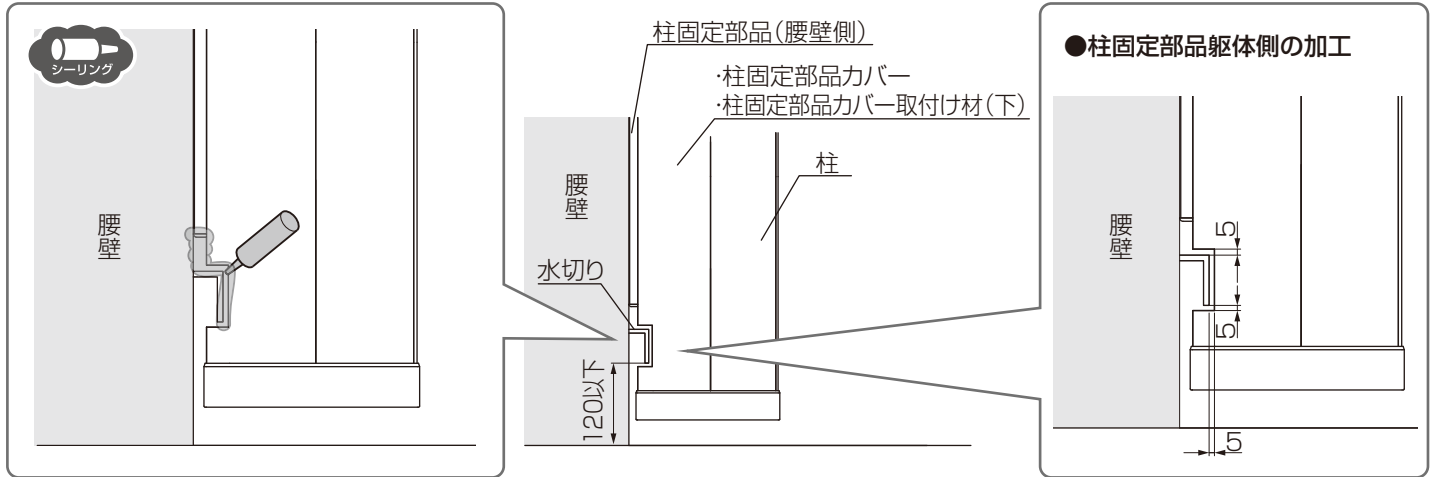 シーリング
腰壁
柱固定部品（腰壁側）
・柱固定部品カバー
・柱固定部品カバー取付け材（下）
柱
腰壁
水切り
120以下
●柱固定部品躯体側の加工
腰壁
5
5
5